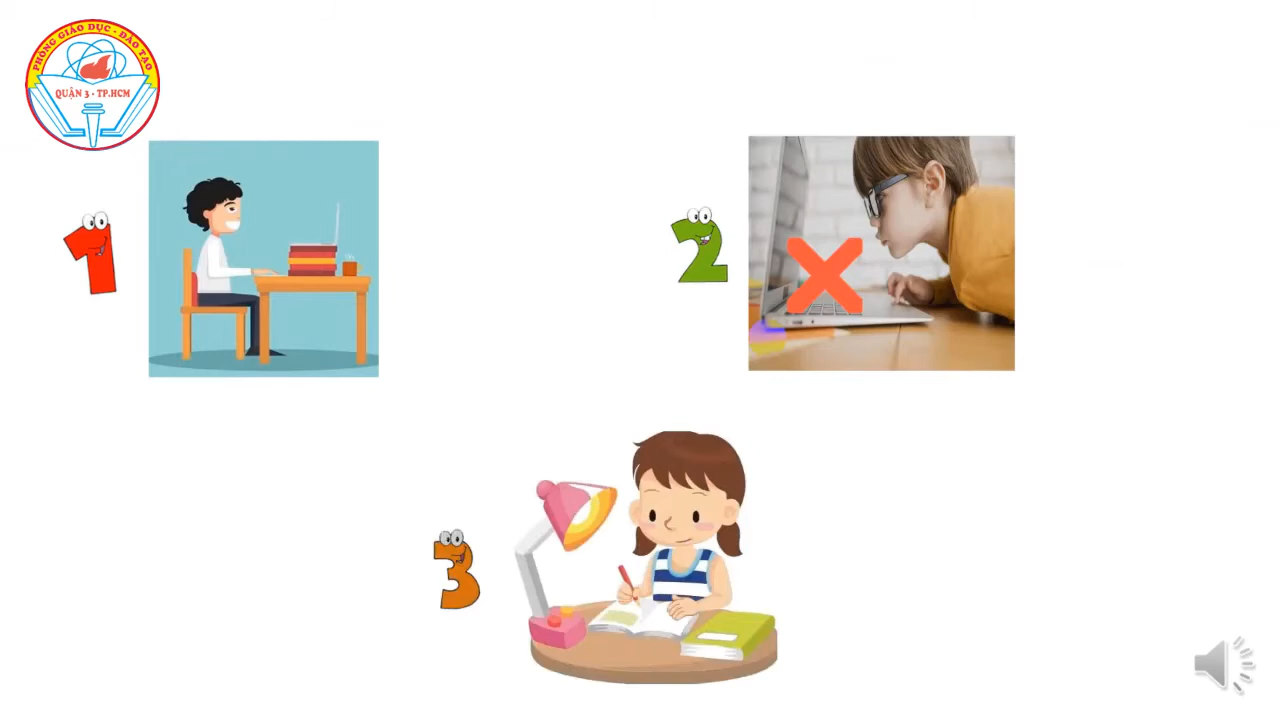 PHÒNG GIÁO DỤC - ĐÀO TẠO
QUẬN 3 - TP.HCM
1
2
3